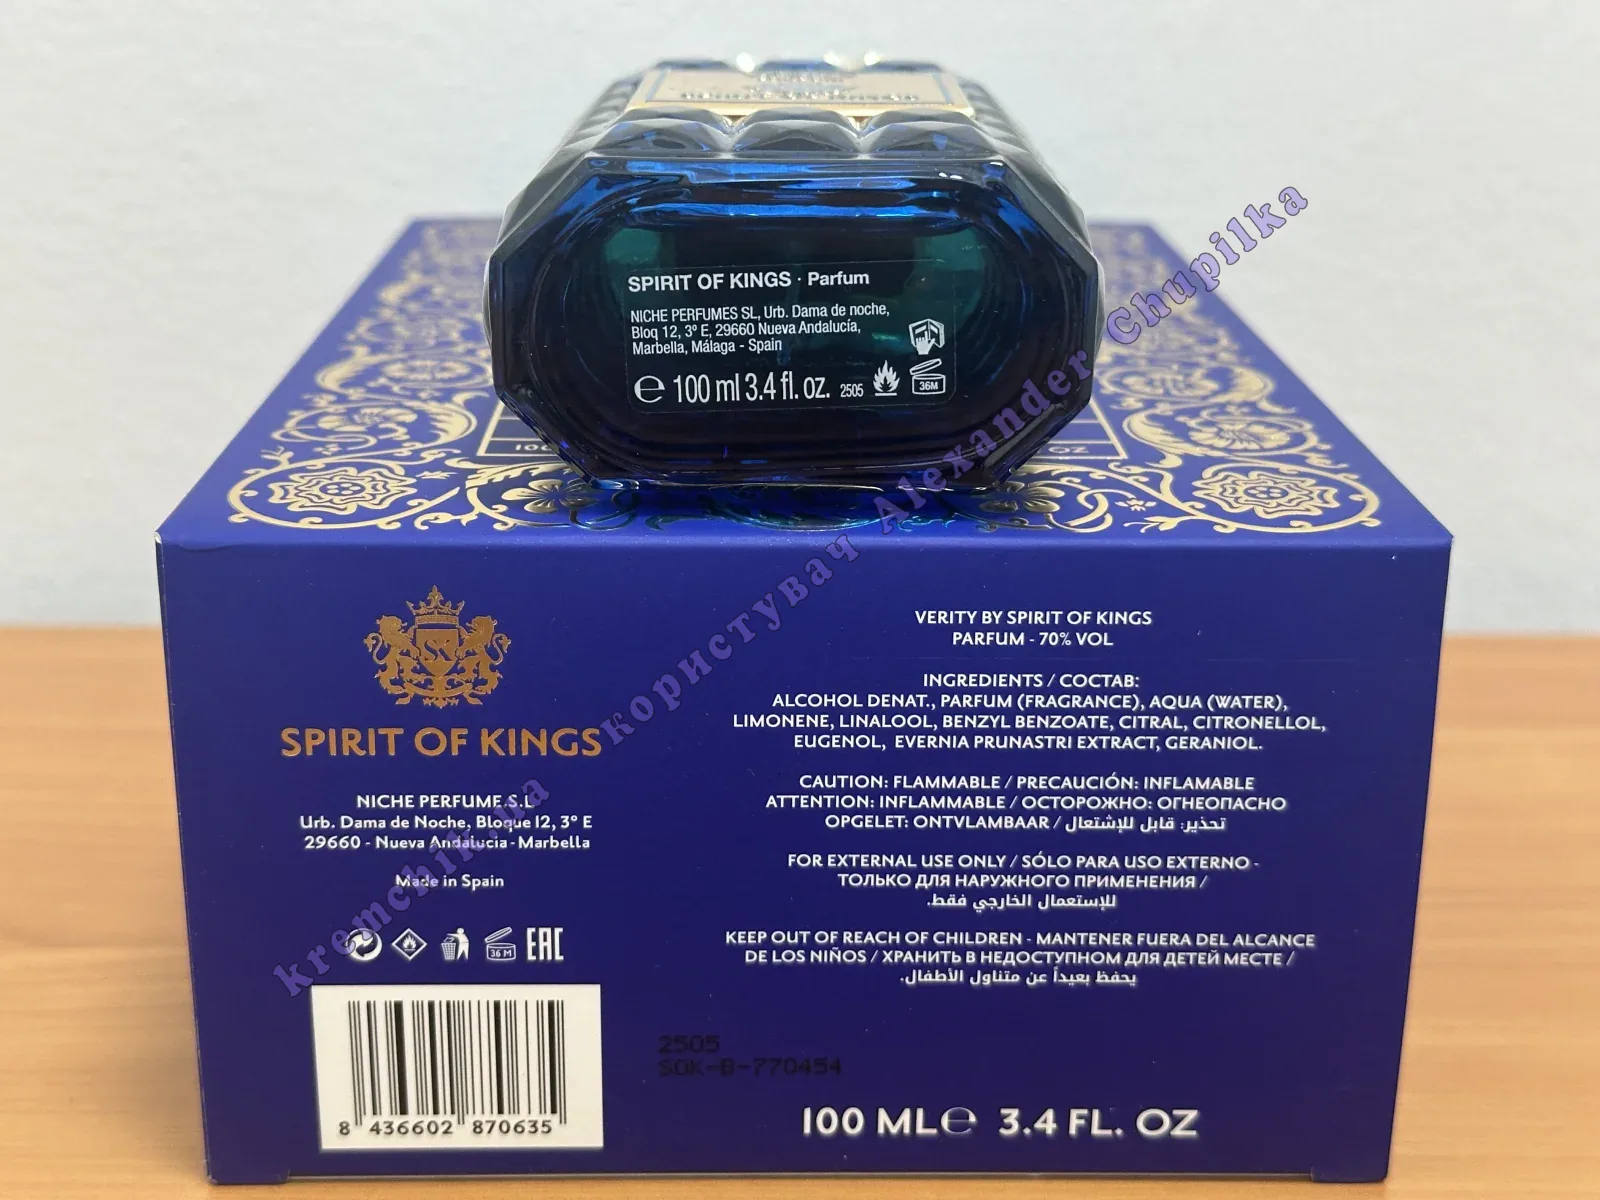 SPIRIT OF KINGS · Parfum
NICHE PERFUMES SL, Urb. Dama de noche,
Bloq 12, 3º E, 29660 Nueva Andalucía,
Marbella, Málaga - Spain
e 100 ml 3.4 fl. oz. 2505
36M
SK
SPIRIT OF KINGS
NICHE PERFUME.S.L
Urb. Dama de Noche, Bloque 12, 3º E
29660 - Nueva Andalucia - Marbella
Made in Spain
36 M
EAC
8 436602 870635
VERITY BY SPIRIT OF KINGS
PARFUM - 70% VOL
INGREDIENTS / СОСТАВ:
ALCOHOL DENAT., PARFUM (FRAGRANCE), AQUA (WATER),
LIMONENE, LINALOOL, BENZYL BENZOATE, CITRAL, CITRONELLOL,
EUGENOL, EVERNIA PRUNASTRI EXTRACT, GERANIOL.
CAUTION: FLAMMABLE / PRECAUCIÓN: INFLAMABLE
ATTENTION: INFLAMMABLE / ОСТОРОЖНО: ОГНЕОПАСНО
OPGELET: ONTVLAMBAAR / تحذير: قابل للإشتعال
FOR EXTERNAL USE ONLY / SÓLO PARA USO EXTERNO -
ТОЛЬКО ДЛЯ НАРУЖНОГО ПРИМЕНЕНИЯ /
للإستعمال الخارجي فقط.
KEEP OUT OF REACH OF CHILDREN - MANTENER FUERA DEL ALCANCE
DE LOS NIÑOS / ХРАНИТЬ В НЕДОСТУПНОМ ДЛЯ ДЕТЕЙ МЕСТЕ /
يحفظ بعيداً عن متناول الأطفال.
2505
SOK-B-770454
100 ML e 3.4 FL. OZ
kremchik.ua користувач Alexander Chupilka